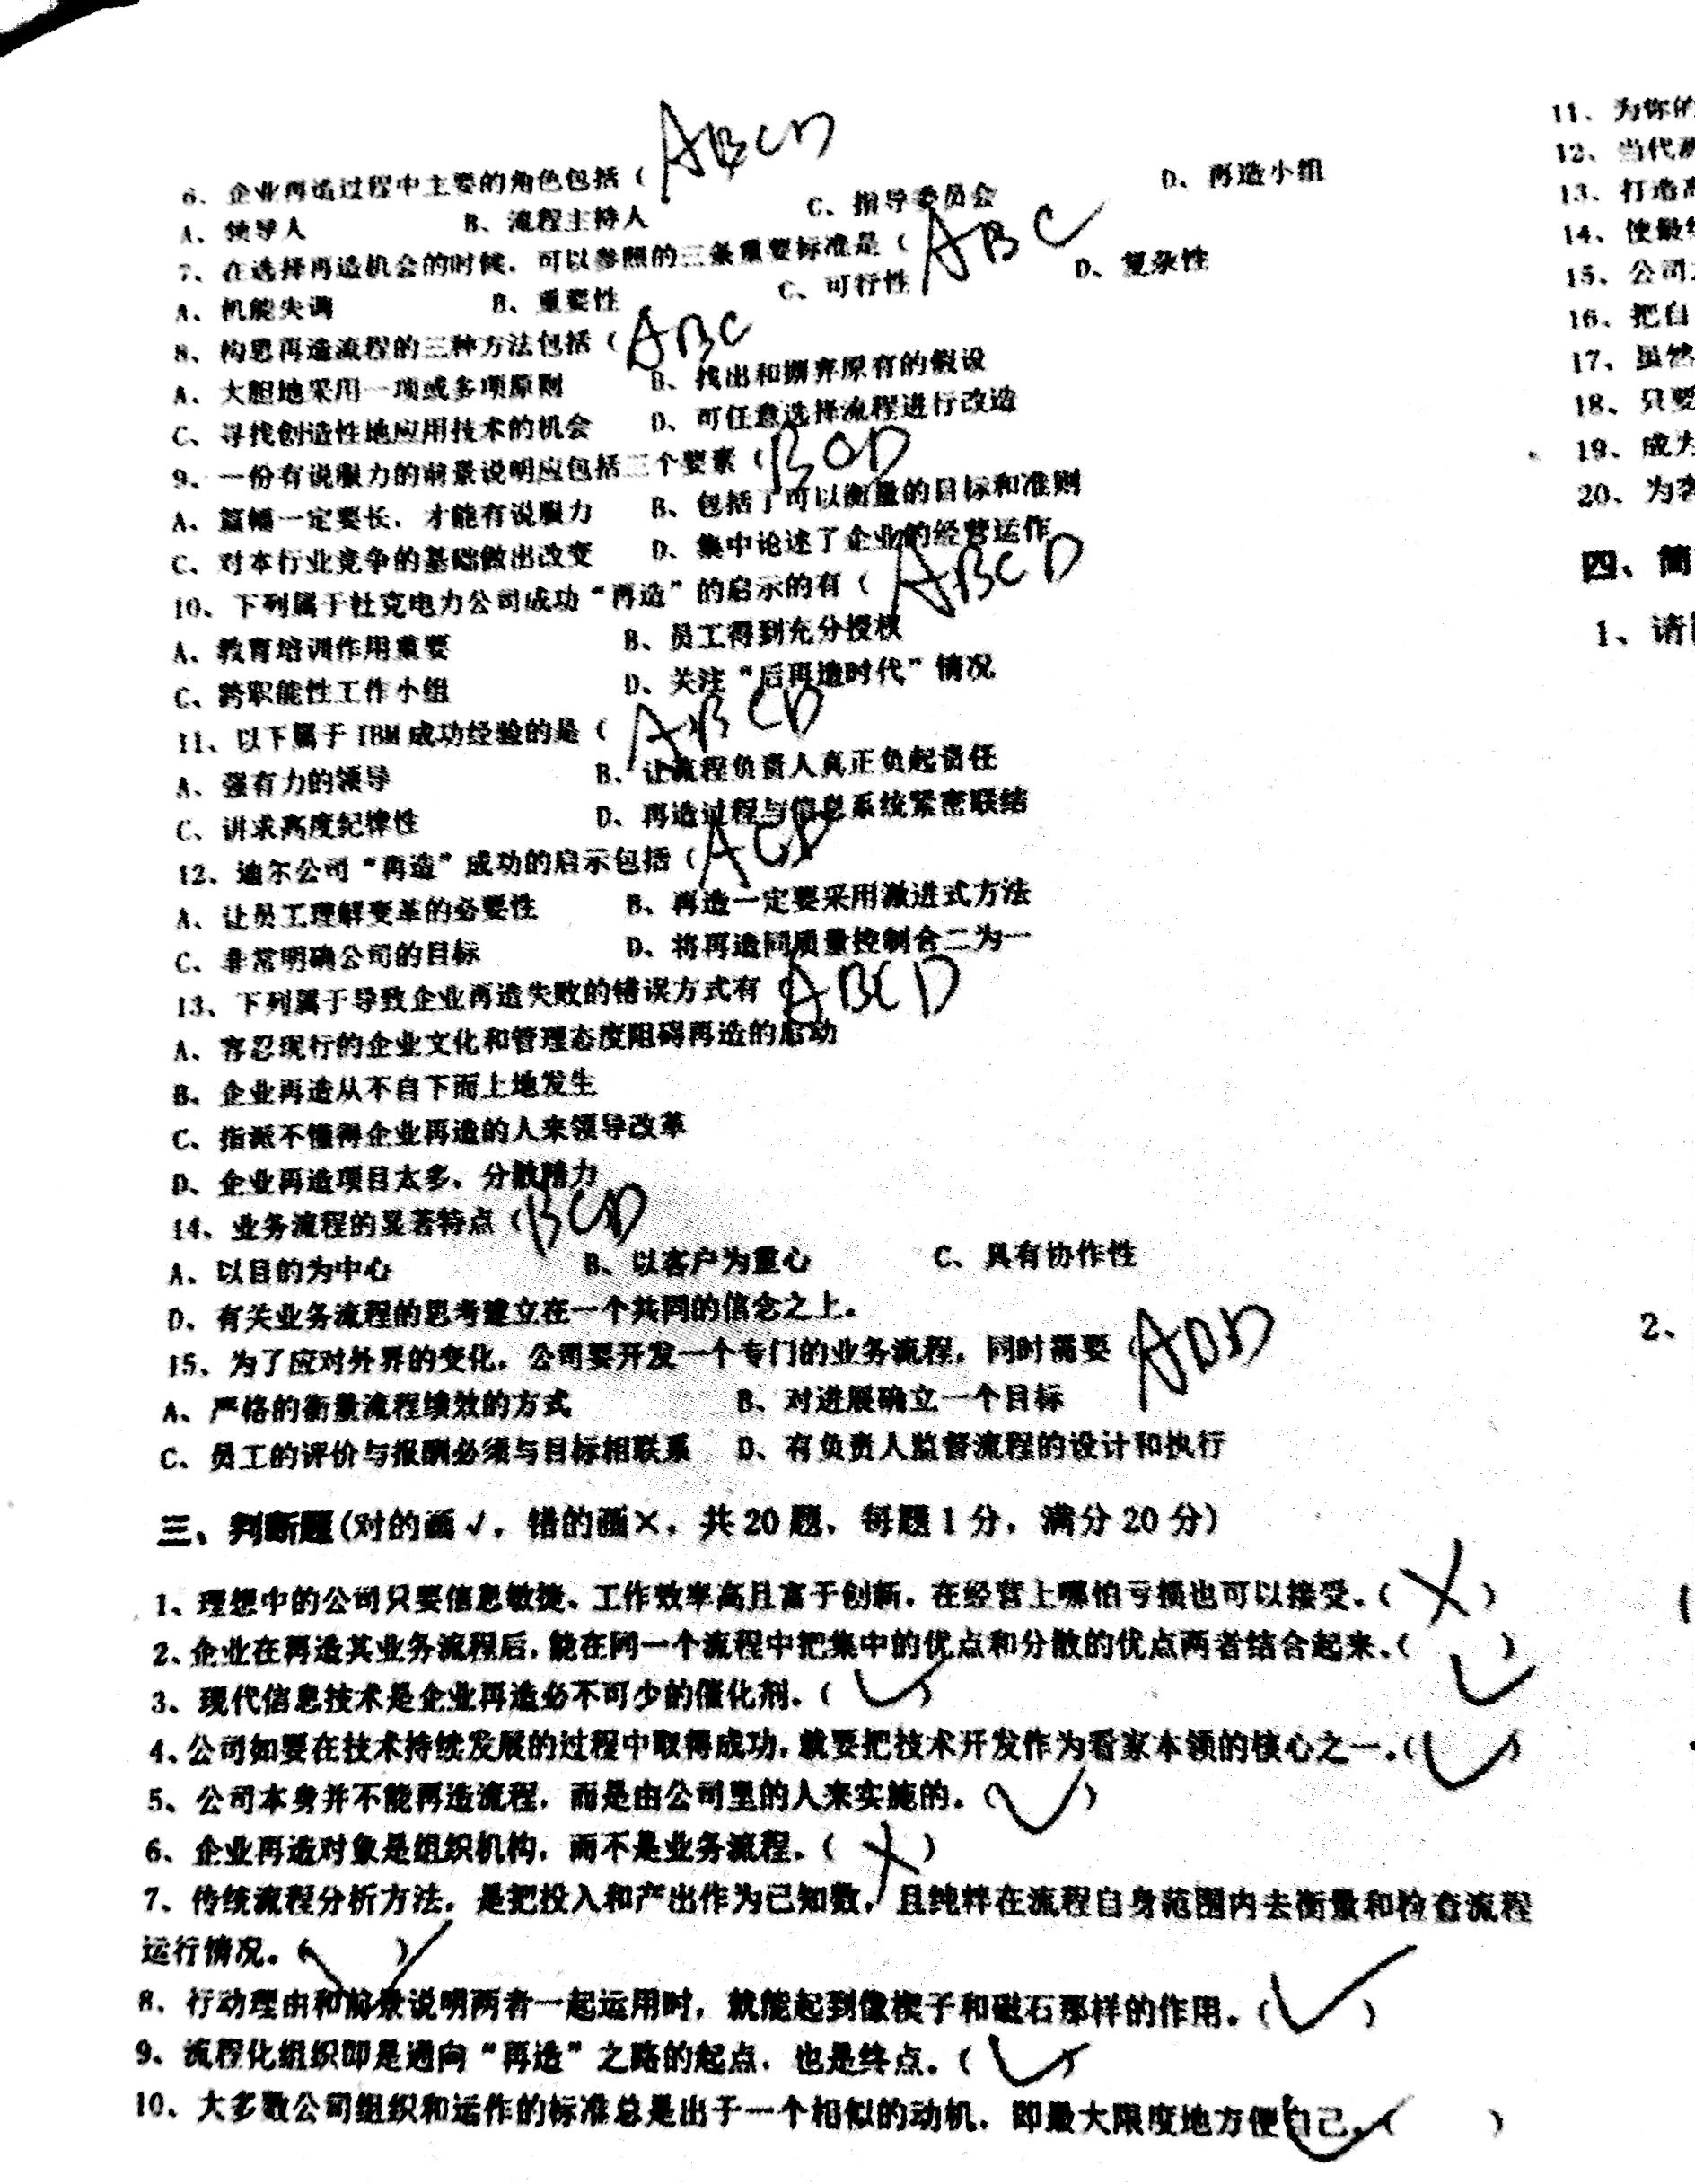 6、企业再造过程中主要的角色包括（ABCD
A、领导人 B、流程主持人 C、指导委员会 D、再造小组
7、在选择再造机会的时候，可以参照的三条重要标准是（ABC
A、机能失调 B、重要性 C、可行性 D、复杂性
8、构思再造流程的三种方法包括（ABC
A、大胆地采用一项或多项原则 B、找出和摒弃原有的假设
C、寻找创造性地应用技术的机会 D、可任意选择流程进行改造
9、一份有说服力的前景说明应包括三个要素（BCD
A、篇幅一定要长，才能有说服力 B、包括了可以衡量的目标和准则
C、对本行业竞争的基础做出改变 D、集中论述了企业的经营运作
10、下列属于杜克电力公司成功“再造”的启示的有（ABCD
A、教育培训作用重要 B、员工得到充分授权
C、跨职能性工作小组 D、关注“后再造时代”情况
11、以下属于IBM成功经验的是（ABCD
A、强有力的领导 B、让流程负责人真正负起责任
C、讲求高度纪律性 D、再造过程与信息系统紧密联结
12、迪尔公司“再造”成功的启示包括（ACD
A、让员工理解变革的必要性 B、再造一定要采用激进式方法
C、非常明确公司的目标 D、将再造同质量控制合二为一
13、下列属于导致企业再造失败的错误方式有（ABCD
A、容忍现行的企业文化和管理态度阻碍再造的启动
B、企业再造从不自下而上地发生
C、指派不懂得企业再造的人来领导改革
D、企业再造项目太多，分散精力
14、业务流程的显著特点（BCD
A、以目的为中心 B、以客户为重心 C、具有协作性
D、有关业务流程的思考建立在一个共同的信念之上。
15、为了应对外界的变化，公司要开发一个专门的业务流程，同时需要（
A、严格的衡量流程绩效的方式 B、对进展确立一个目标
C、员工的评价与报酬必须与目标相联系 D、有负责人监督流程的设计和执行
三、判断题(对的画√，错的画×，共20题，每题1分，满分20分)
1、理想中的公司只要信息敏捷、工作效率高且富于创新，在经营上哪怕亏损也可以接受。（×）
2、企业在再造其业务流程后，能在同一个流程中把集中的优点和分散的优点两者结合起来。（√）
3、现代信息技术是企业再造必不可少的催化剂。（√）
4、公司如要在技术持续发展的过程中取得成功，就要把技术开发作为看家本领的核心之一。（√）
5、公司本身并不能再造流程，而是由公司里的人来实施的。（√）
6、企业再造对象是组织机构，而不是业务流程。（×）
7、传统流程分析方法，是把投入和产出作为已知数，且纯粹在流程自身范围内去衡量和检查流程
运行情况。（√）
8、行动理由和前景说明两者一起运用时，就能起到像楔子和磁石那样的作用。（√）
9、流程化组织即是通向“再造”之路的起点，也是终点。（√）
10、大多数公司组织和运作的标准总是出于一个相似的动机，即最大限度地方便自己。（√）
11、为你的
12、当代
13、打造
14、使最
15、公司
16、把自
17、虽然
18、只要
19、成为
20、为
四、简
1、请
2、